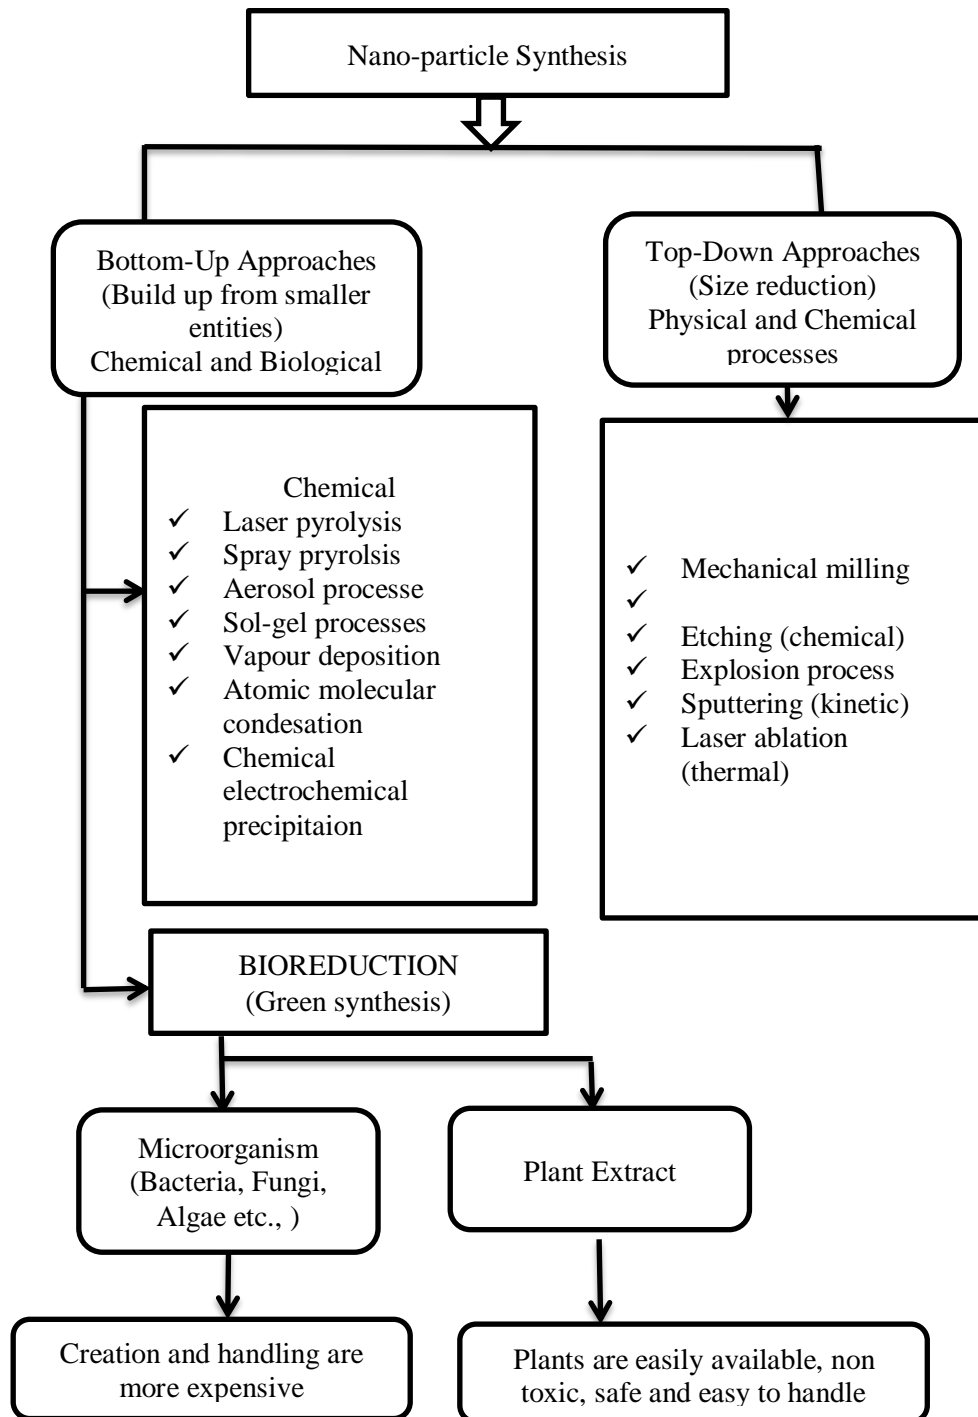 Nano-particle Synthesis
Bottom-Up Approaches
(Build up from smaller
entities)
Chemical and Biological
Top-Down Approaches
(Size reduction)
Physical and Chemical
processes
Chemical
✓ Laser pyrolysis
✓ Spray pryrolsis
✓ Aerosol processe
✓ Sol-gel processes
✓ Vapour deposition
✓ Atomic molecular
condesation
✓ Chemical
electrochemical
precipitaion
✓ Mechanical milling
✓
✓ Etching (chemical)
✓ Explosion process
✓ Sputtering (kinetic)
✓ Laser ablation
(thermal)
BIOREDUCTION
(Green synthesis)
Microorganism
(Bacteria, Fungi,
Algae etc., )
Plant Extract
Creation and handling are
more expensive
Plants are easily available, non
toxic, safe and easy to handle